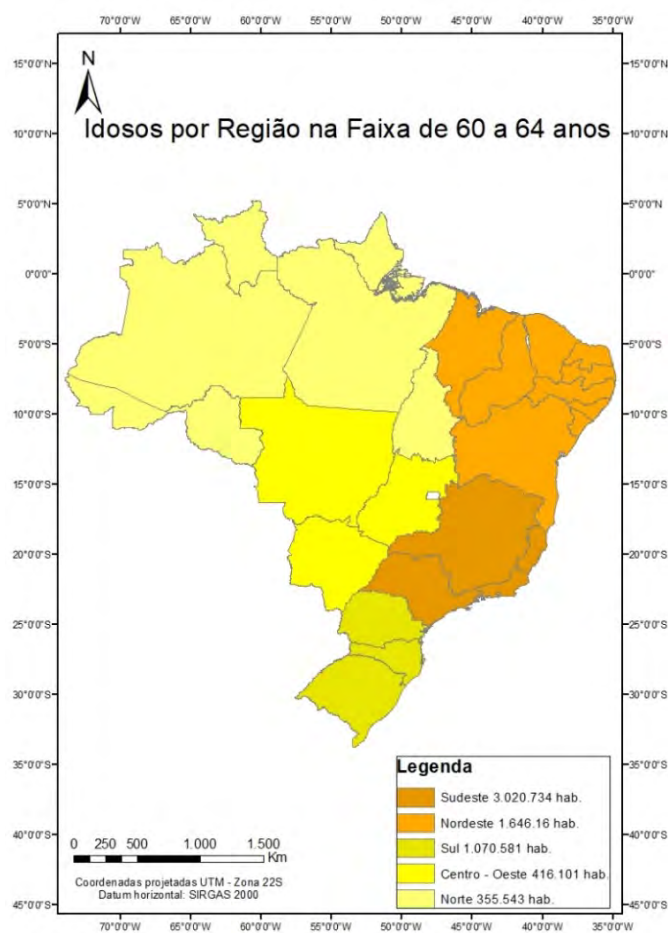 70°0'0"O 65°0'0"O 60°0'0"O 55°0'0"O 50°0'0"O 45°0'0"O 40°0'0"O 35°0'0"O
15°0'0"N 15°0'0"N
N
Idosos por Região na Faixa de 60 a 64 anos
10°0'0"N 10°0'0"N
5°0'0"N 5°0'0"N
0°0'0" 0°0'0"
5°0'0"S 5°0'0"S
10°0'0"S 10°0'0"S
15°0'0"S 15°0'0"S
20°0'0"S 20°0'0"S
25°0'0"S 25°0'0"S
30°0'0"S 30°0'0"S
35°0'0"S 35°0'0"S
Legenda
Sudeste 3.020.734 hab.
Nordeste 1.646.16 hab.
Sul 1.070.581 hab.
Centro - Oeste 416.101 hab.
Norte 355.543 hab.
40°0'0"S 40°0'0"S
0 250 500 1.000 1.500
Km
Coordenadas projetadas UTM - Zona 22S
Datum horizontal: SIRGAS 2000
45°0'0"S 45°0'0"S
70°0'0"O 65°0'0"O 60°0'0"O 55°0'0"O 50°0'0"O 45°0'0"O 40°0'0"O 35°0'0"O